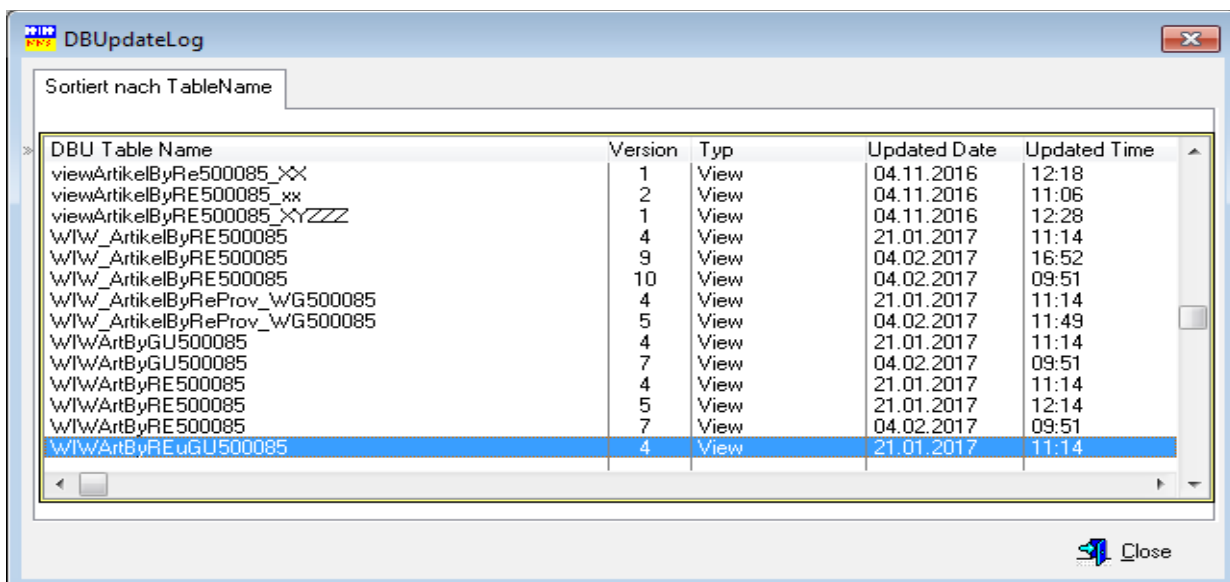 DBUpdateLog
Sortiert nach TableName
DBU Table Name Version Typ Updated Date Updated Time
viewArtikelByRe500085_XX 1 View 04.11.2016 12:18
viewArtikelByRE500085_xx 2 View 04.11.2016 11:06
viewArtikelByRE500085_XYZZZ 1 View 04.11.2016 12:28
WIW_ArtikelByRE500085 4 View 21.01.2017 11:14
WIW_ArtikelByRE500085 9 View 04.02.2017 16:52
WIW_ArtikelByRE500085 10 View 04.02.2017 09:51
WIW_ArtikelByReProv_WG500085 4 View 21.01.2017 11:14
WIW_ArtikelByReProv_WG500085 5 View 04.02.2017 11:49
WIWArtByGU500085 4 View 21.01.2017 11:14
WIWArtByGU500085 7 View 04.02.2017 09:51
WIWArtByRE500085 4 View 21.01.2017 11:14
WIWArtByRE500085 5 View 21.01.2017 12:14
WIWArtByRE500085 7 View 04.02.2017 09:51
WIWArtByREuGU500085 4 View 21.01.2017 11:14
Close